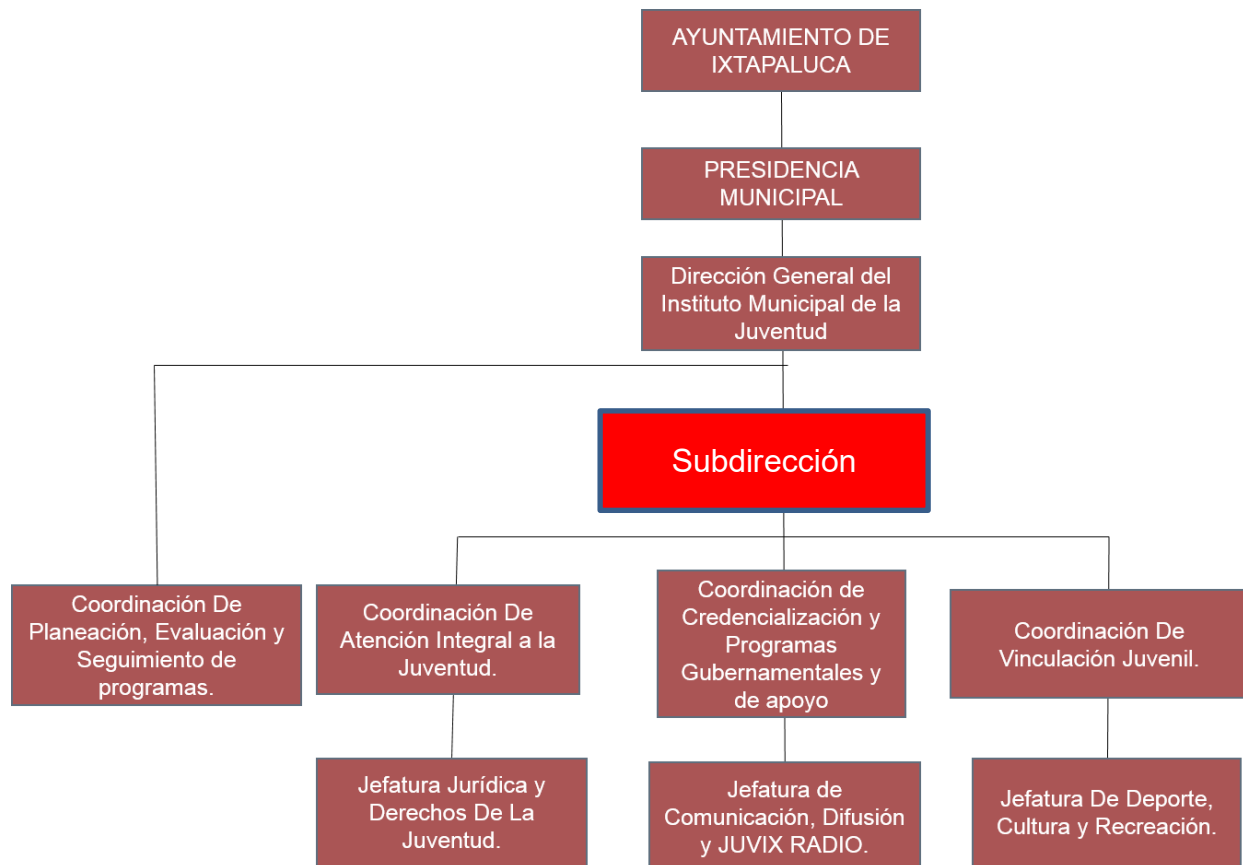 AYUNTAMIENTO DE
IXTAPALUCA
PRESIDENCIA
MUNICIPAL
Dirección General del
Instituto Municipal de la
Juventud
Subdirección
Coordinación De
Planeación, Evaluación y
Seguimiento de
programas.
Coordinación De
Atención Integral a la
Juventud.
Coordinación de
Credencialización y
Programas
Gubernamentales y
de apoyo
Coordinación De
Vinculación Juvenil.
Jefatura Jurídica y
Derechos De La
Juventud.
Jefatura de
Comunicación, Difusión
y JUVIX RADIO.
Jefatura De Deporte,
Cultura y Recreación.